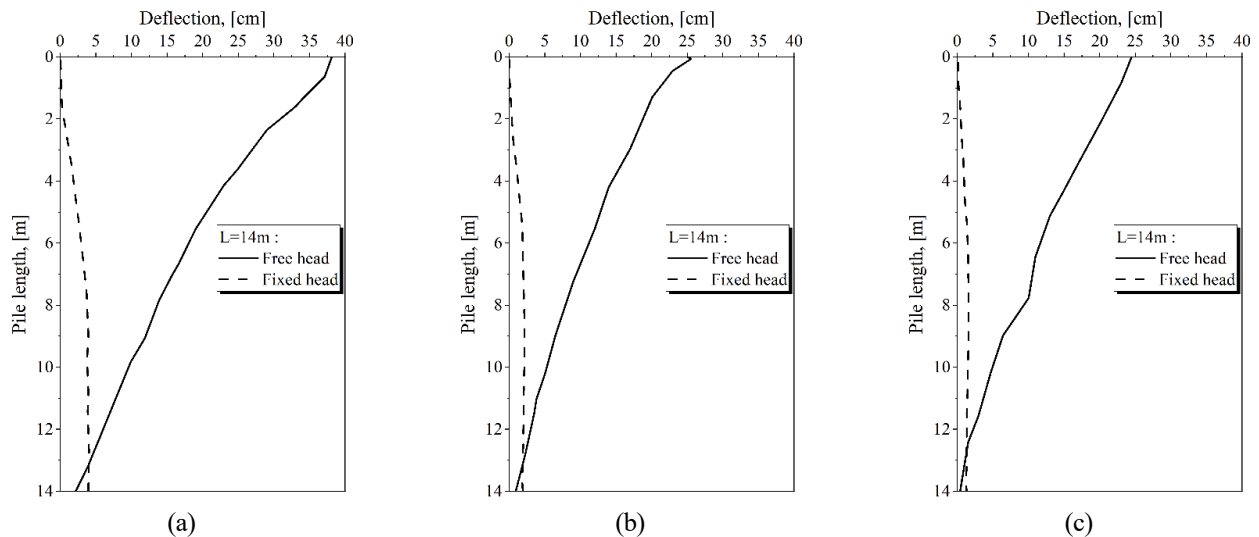 Deflection, [cm]
0 5 10 15 20 25 30 35 40
0
2
4
6
8
10
12
14
Pile length, [m]
L=14m :
Free head
Fixed head
(a)
Deflection, [cm]
0 5 10 15 20 25 30 35 40
0
2
4
6
8
10
12
14
Pile length, [m]
L=14m :
Free head
Fixed head
(b)
Deflection, [cm]
0 5 10 15 20 25 30 35 40
0
2
4
6
8
10
12
14
Pile length, [m]
L=14m :
Free head
Fixed head
(c)